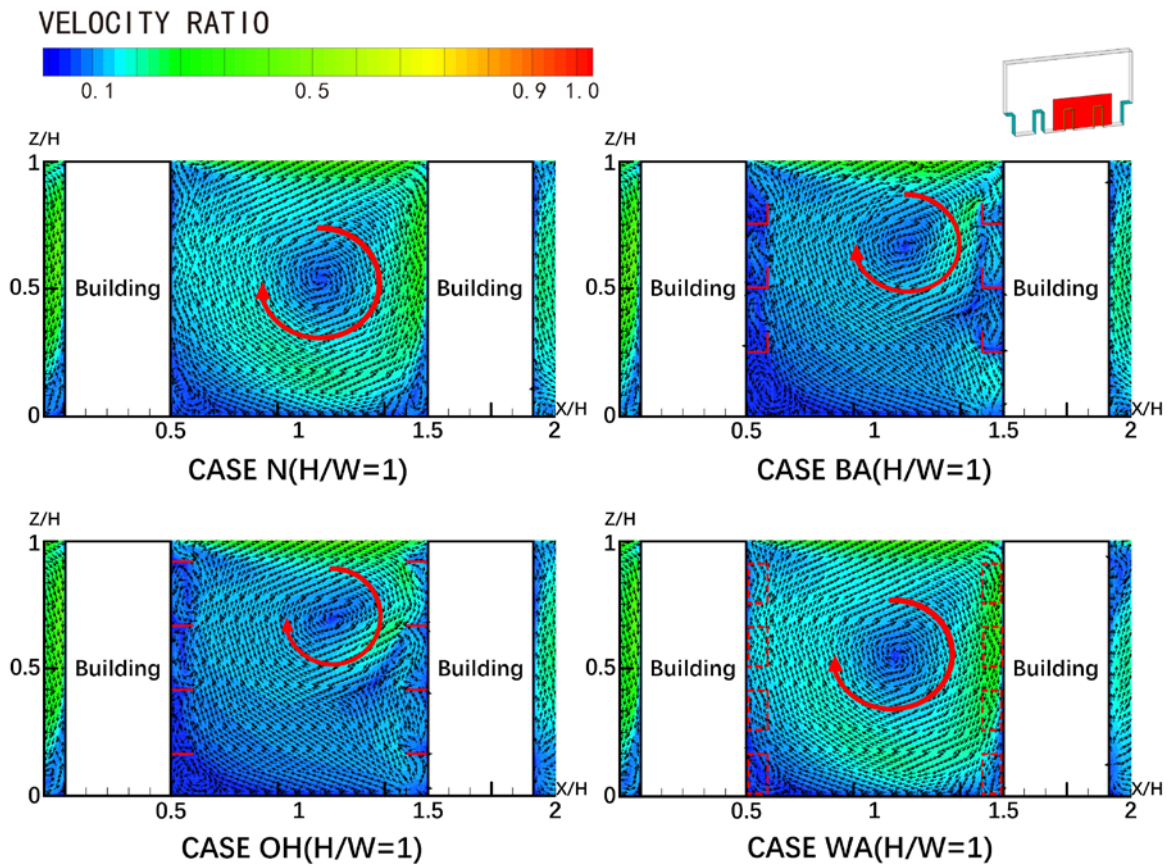 VELOCITY RATIO
0.1 0.5 0.9 1.0
Z/H Z/H
1 1
Building Building Building Building
0.5 0.5
0 X/H 0 X/H
0.5 1 1.5 2 0.5 1 1.5 2
CASE N(H/W=1) CASE BA(H/W=1)
Z/H Z/H
1 1
Building Building Building Building
0.5 0.5
0 X/H 0 X/H
0.5 1 1.5 2 0.5 1 1.5 2
CASE OH(H/W=1) CASE WA(H/W=1)